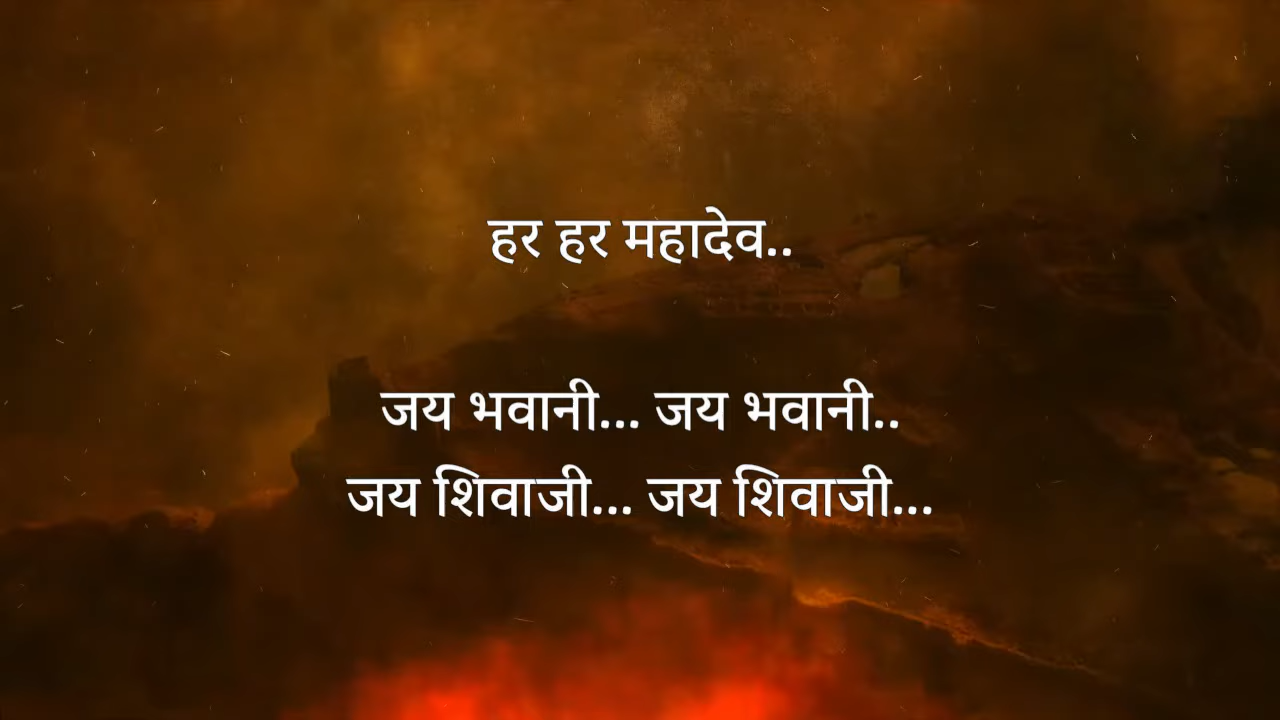 हर हर महादेव..
जय भवानी... जय भवानी..
जय शिवाजी... जय शिवाजी...